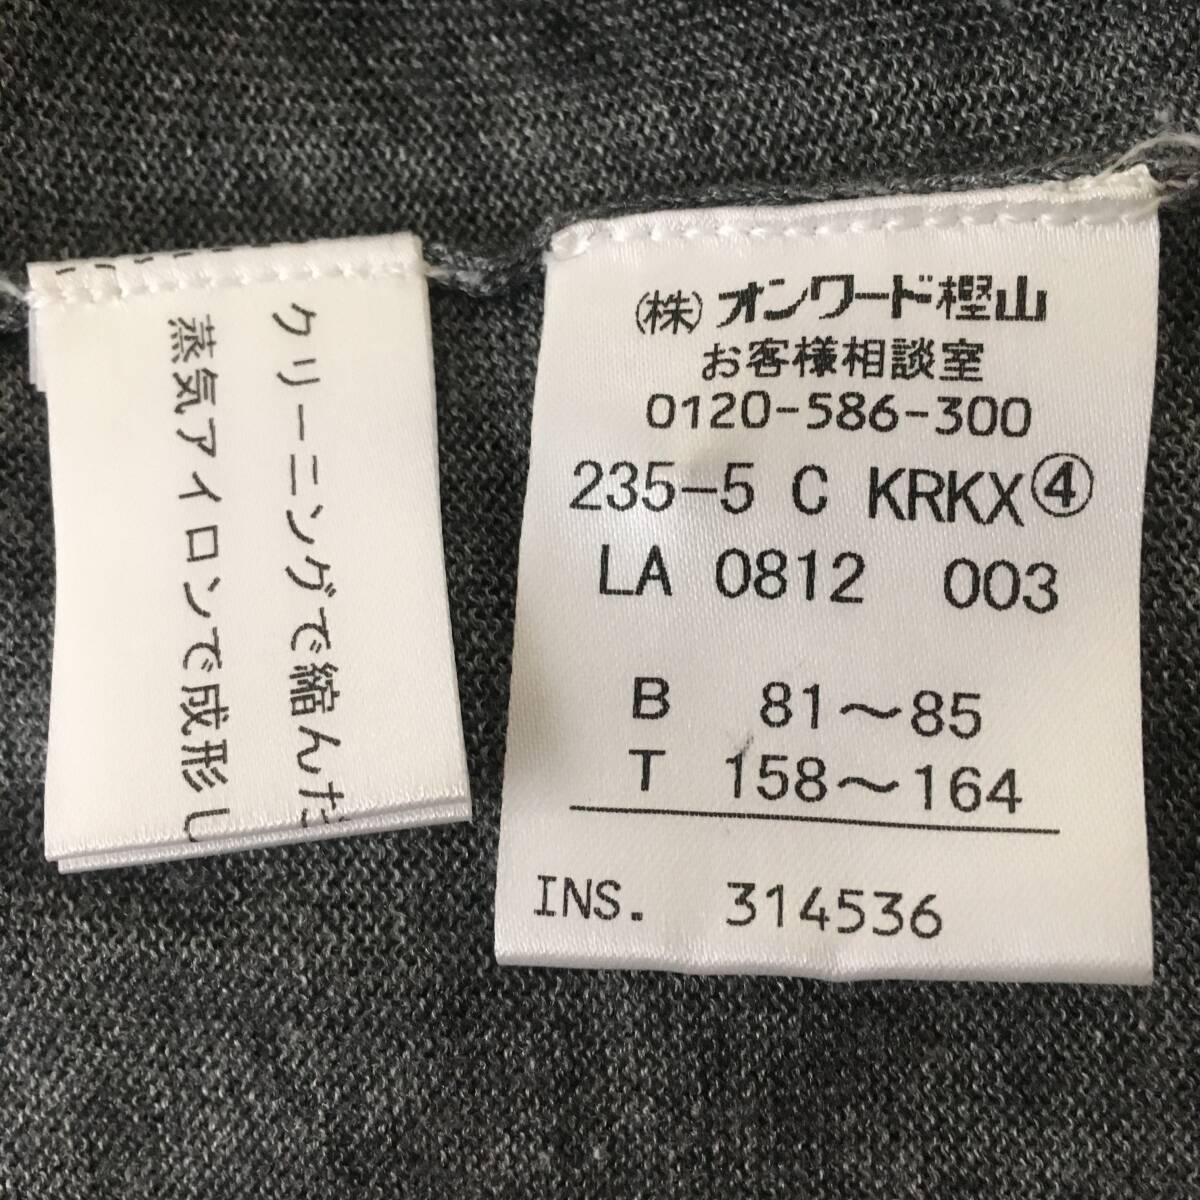 クリーニングで縮んだ
蒸気アイロンで成形し
(株)オンワード樫山
お客様相談室
0120-586-300
235-5 C KRKX④
LA 0812 003
B 81〜85
T 158〜164
INS. 314536